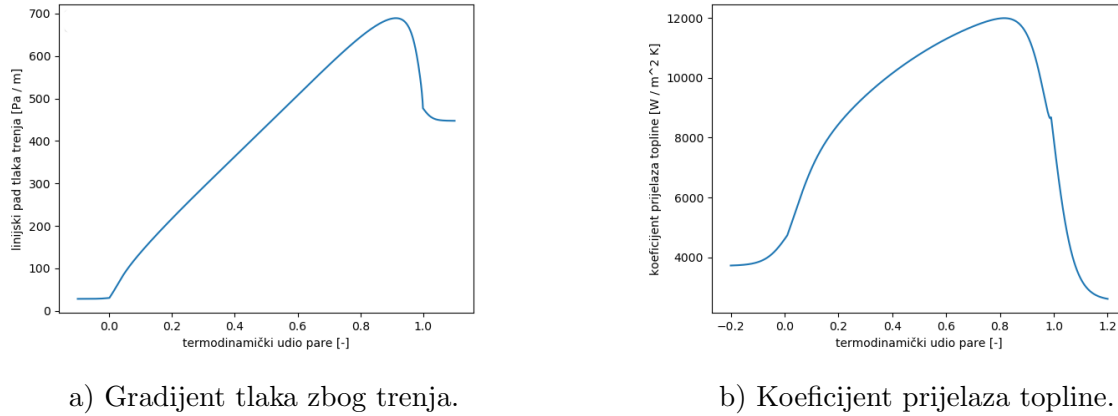 700
600
500
400
300
200
100
0
linijski pad tlaka trenja [Pa / m]
0.0 0.2 0.4 0.6 0.8 1.0
termodinamički udio pare [-]
a) Gradijent tlaka zbog trenja.
12000
10000
8000
6000
4000
koeficijent prijelaza topline [W / m^2 K]
−0.2 0.0 0.2 0.4 0.6 0.8 1.0 1.2
termodinamički udio pare [-]
b) Koeficijent prijelaza topline.